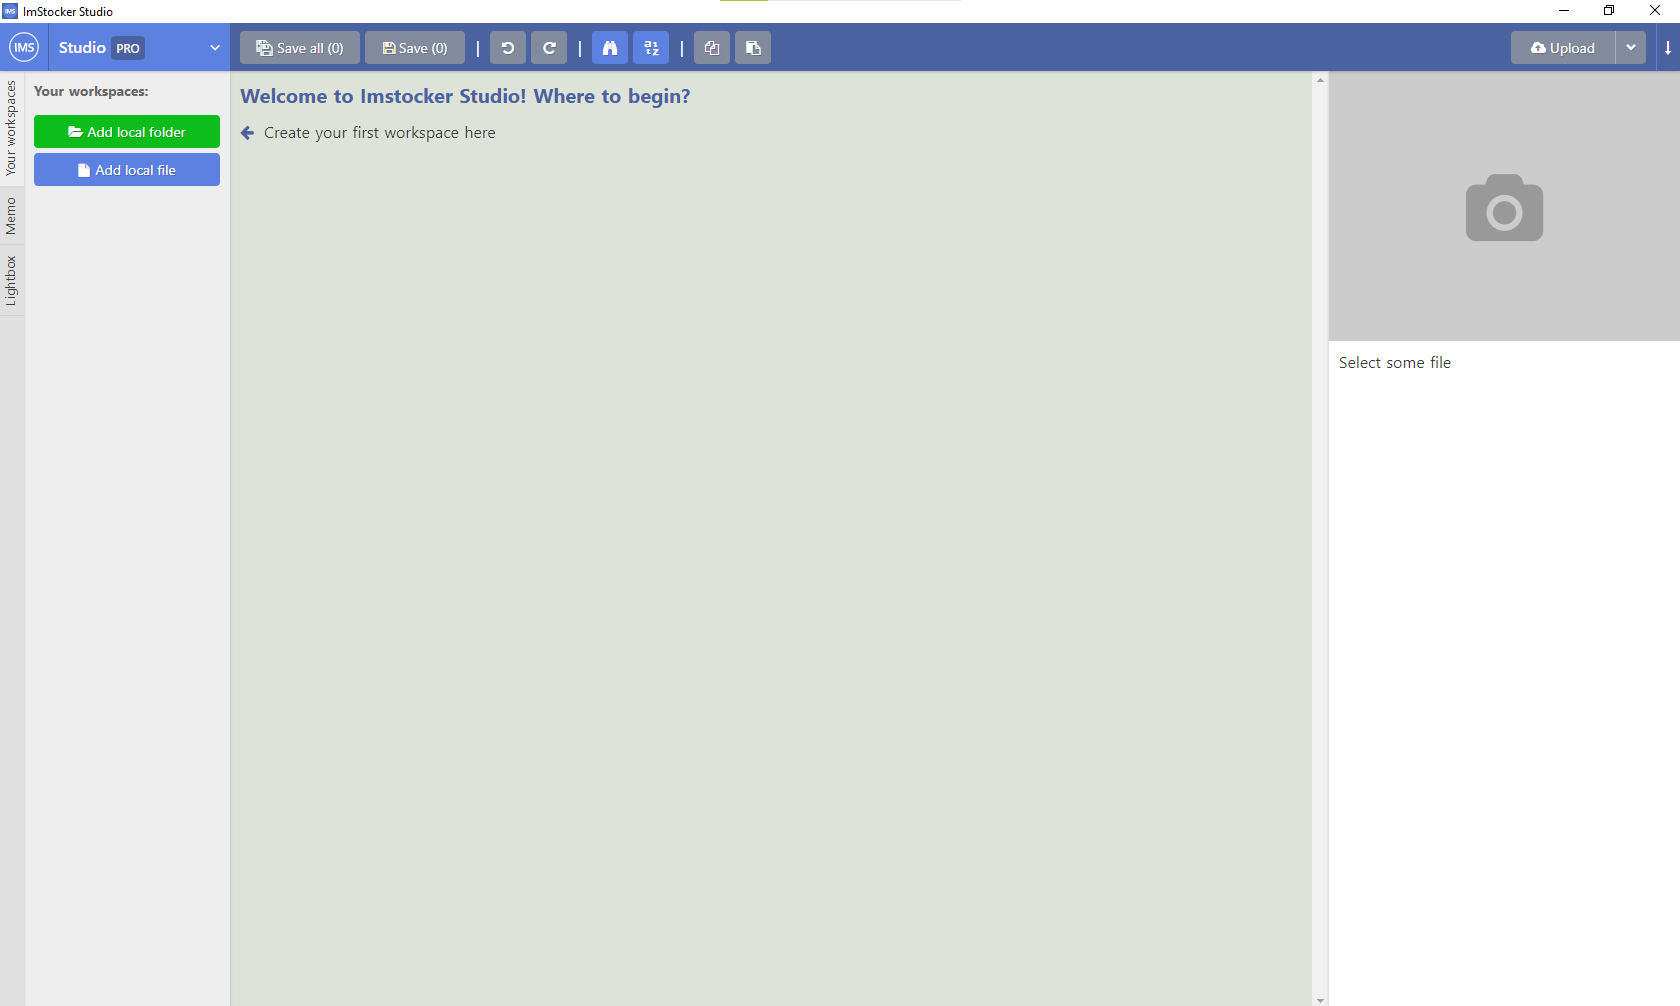 IMS ImStocker Studio
IMS Studio PRO
Save all (0) Save (0) | | | Upload
Your workspaces
Memo
Lightbox
Your workspaces:
Add local folder
Add local file
Welcome to Imstocker Studio! Where to begin?
Create your first workspace here
Select some file